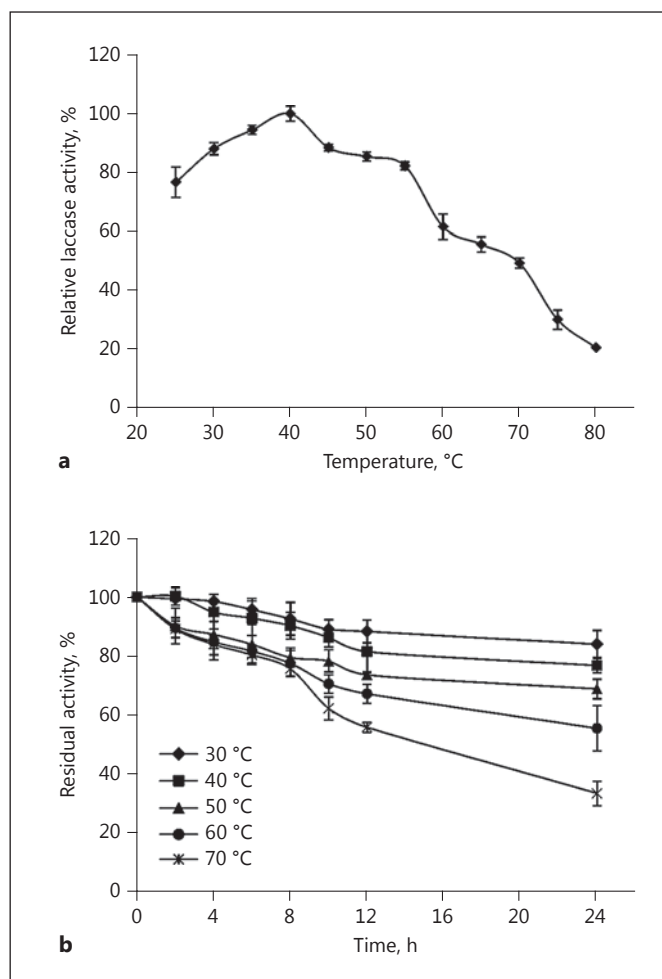 120
100
80
60
40
20
0
Relative laccase activity, %
20 30 40 50 60 70 80
Temperature, °C
a
120
100
80
60
40
20
0
Residual activity, %
30 °C
40 °C
50 °C
60 °C
70 °C
0 4 8 12 16 20 24
Time, h
b